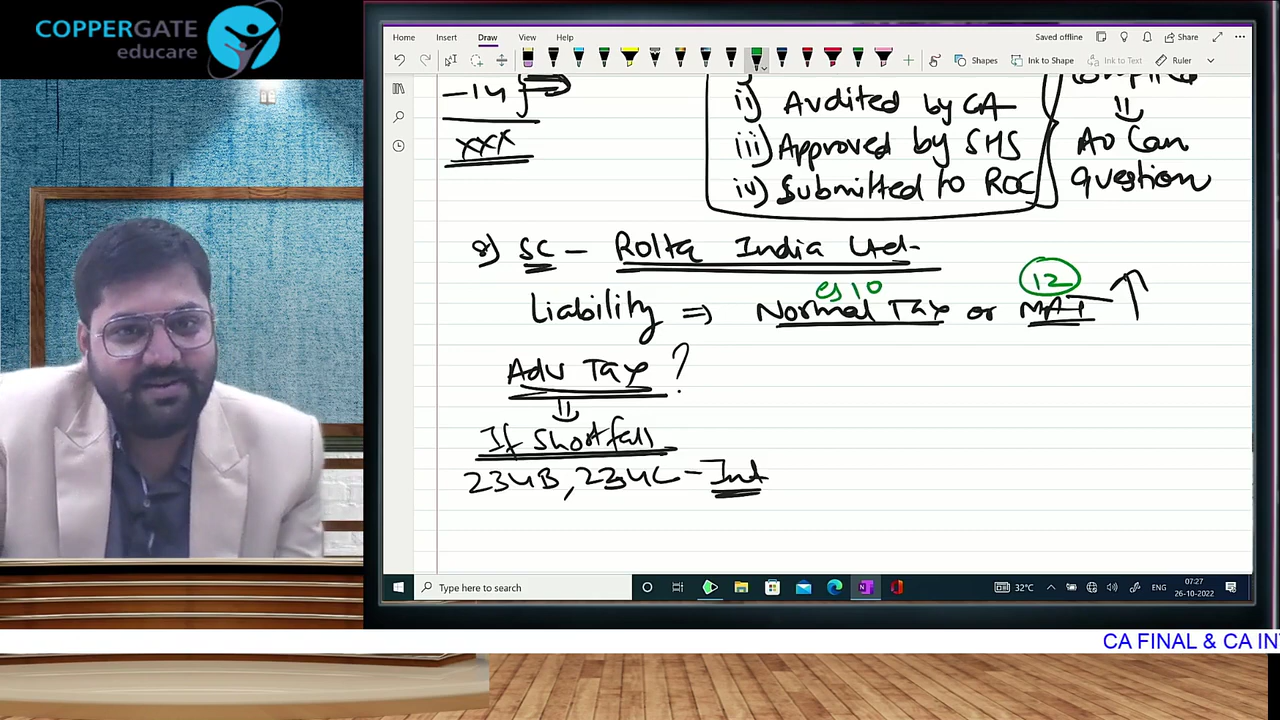 COPPERGATE
educare
Home Insert Draw View Help
Saved offline
Share
Shapes
Ink to Shape
Ink to Text
Ruler
-14
XXX
ii) Audited by CA
iii) Approved by SHS
iv) Submitted to ROC
⇓
AO Can
question
8) SC - Rolta India Ltd-
eg 10
12
Liability ⇒ Normal Tax or MAT ↑
Adv Tax ?
⇓
If Shortfall
234B, 234C - Int
Type here to search
32°C
ENG
07:27
26-10-2022
CA FINAL & CA IN